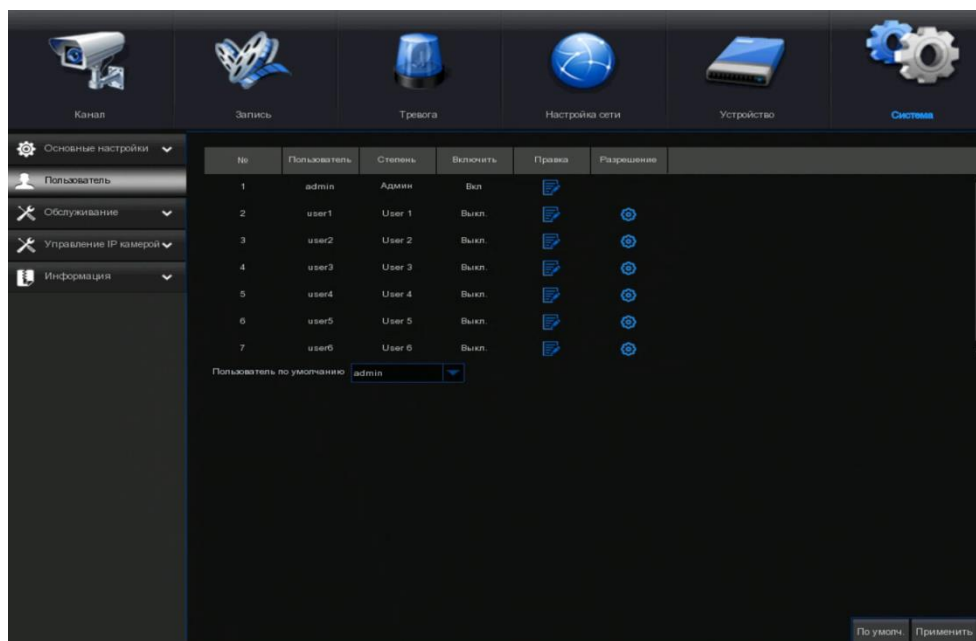 Канал Запись Тревога Настройка сети Устройство Система
Основные настройки
Пользователь
Обслуживание
Управление IP камерой
Информация
№ Пользователь Степень Включить Правка Разрешение
1 admin Админ Вкл
2 user1 User 1 Выкл.
3 user2 User 2 Выкл.
4 user3 User 3 Выкл.
5 user4 User 4 Выкл.
6 user5 User 5 Выкл.
7 user6 User 6 Выкл.
Пользователь по умолчанию admin
По умолч. Применить